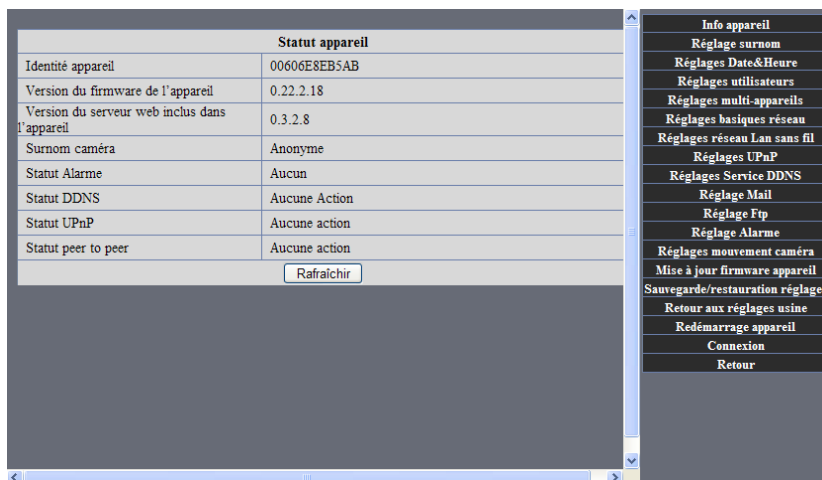 Statut appareil
Identité appareil 00606E8EB5AB
Version du firmware de l'appareil 0.22.2.18
Version du serveur web inclus dans
l'appareil 0.3.2.8
Surnom caméra Anonyme
Statut Alarme Aucun
Statut DDNS Aucune Action
Statut UPnP Aucune action
Statut peer to peer Aucune action
Rafraîchir
Info appareil
Réglage surnom
Réglages Date&Heure
Réglages utilisateurs
Réglages multi-appareils
Réglages basiques réseau
Réglages réseau Lan sans fil
Réglages UPnP
Réglages Service DDNS
Réglage Mail
Réglage Ftp
Réglage Alarme
Réglages mouvement caméra
Mise à jour firmware appareil
Sauvegarde/restauration réglage
Retour aux réglages usine
Redémarrage appareil
Connexion
Retour